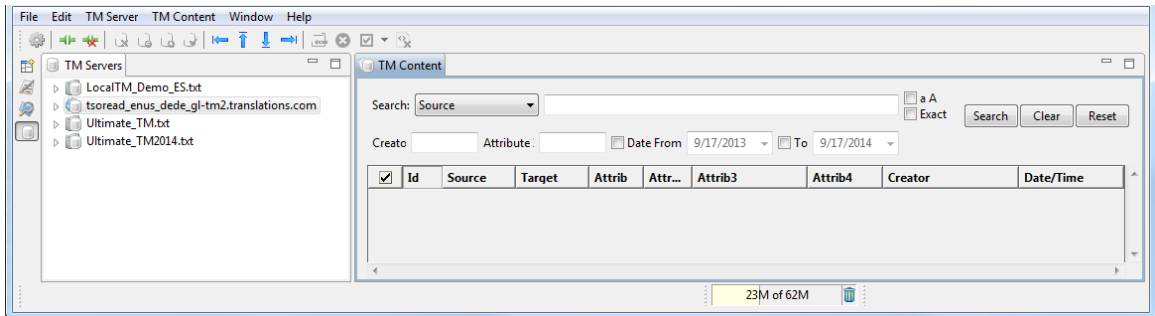 File Edit TM Server TM Content Window Help
TM Servers
LocalTM_Demo_ES.txt
tsoread_enus_dede_gl-tm2.translations.com
Ultimate_TM.txt
Ultimate_TM2014.txt
TM Content
Search: Source a A
Exact Search Clear Reset
Creato Attribute: Date From 9/17/2013 To 9/17/2014
Id Source Target Attrib Attr... Attrib3 Attrib4 Creator Date/Time
23M of 62M